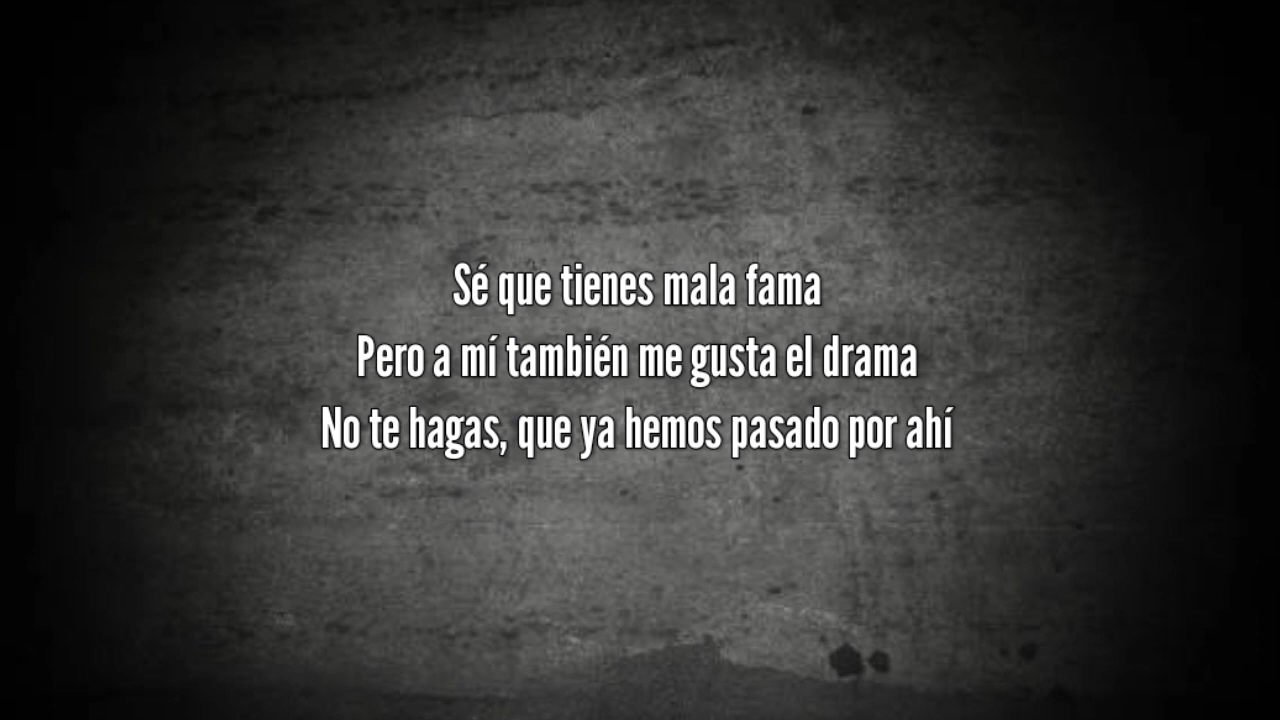 Sé que tienes mala fama
Pero a mí también me gusta el drama
No te hagas, que ya hemos pasado por ahí